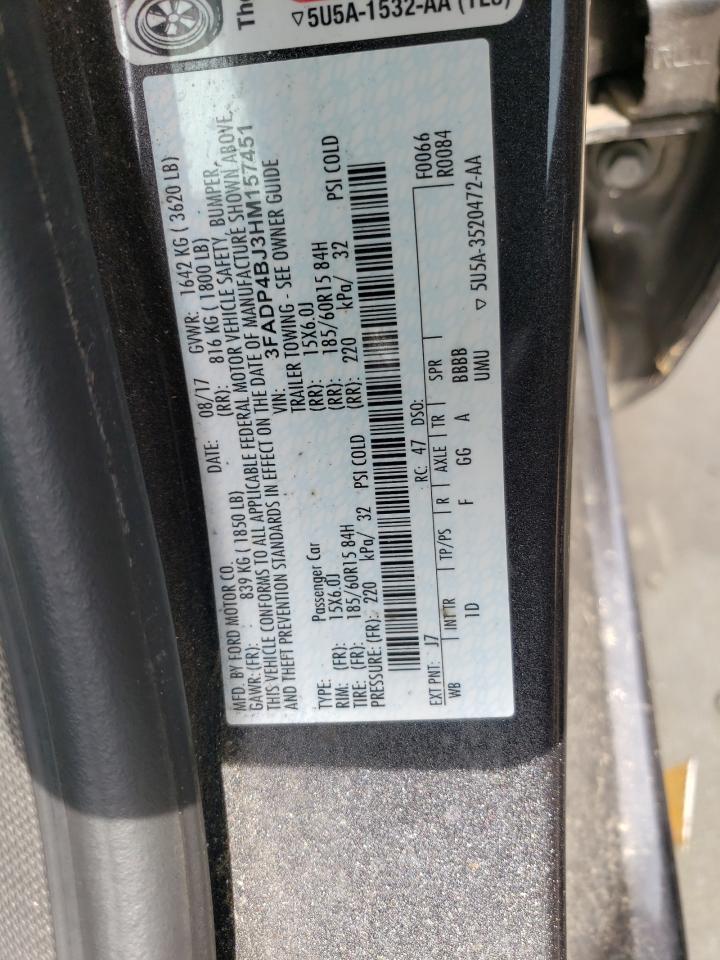 The
▽5U5A-1532-AA
MFD. BY FORD MOTOR CO. DATE: 08/17 GVWR: 1642 KG ( 3620 LB)
GAWR: (FR): 839 KG ( 1850 LB) (RR): 816 KG ( 1800 LB)
THIS VEHICLE CONFORMS TO ALL APPLICABLE FEDERAL MOTOR VEHICLE SAFETY, BUMPER,
AND THEFT PREVENTION STANDARDS IN EFFECT ON THE DATE OF MANUFACTURE SHOWN ABOVE.
VIN: 3FADP4BJ3HM157451
TYPE: Passenger Car TRAILER TOWING - SEE OWNER GUIDE
RIM: (FR): 15X6.0J (RR): 15X6.0J
TIRE: (FR): 185/60R15 84H (RR): 185/60R15 84H
PRESSURE: (FR): 220 kPa/ 32 PSI COLD (RR): 220 kPa/ 32 PSI COLD
EXT PNT: J7 RC: 47 DSO: F0066
R0084
WB INT TR TP/PS R AXLE TR SPR
1D F GG A BBBB
UMU ▽ 5U5A-3520472-AA